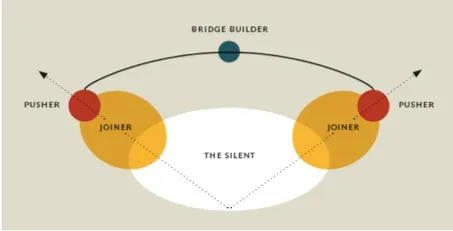 BRIDGE BUILDER
PUSHER
PUSHER
JOINER
JOINER
THE SILENT